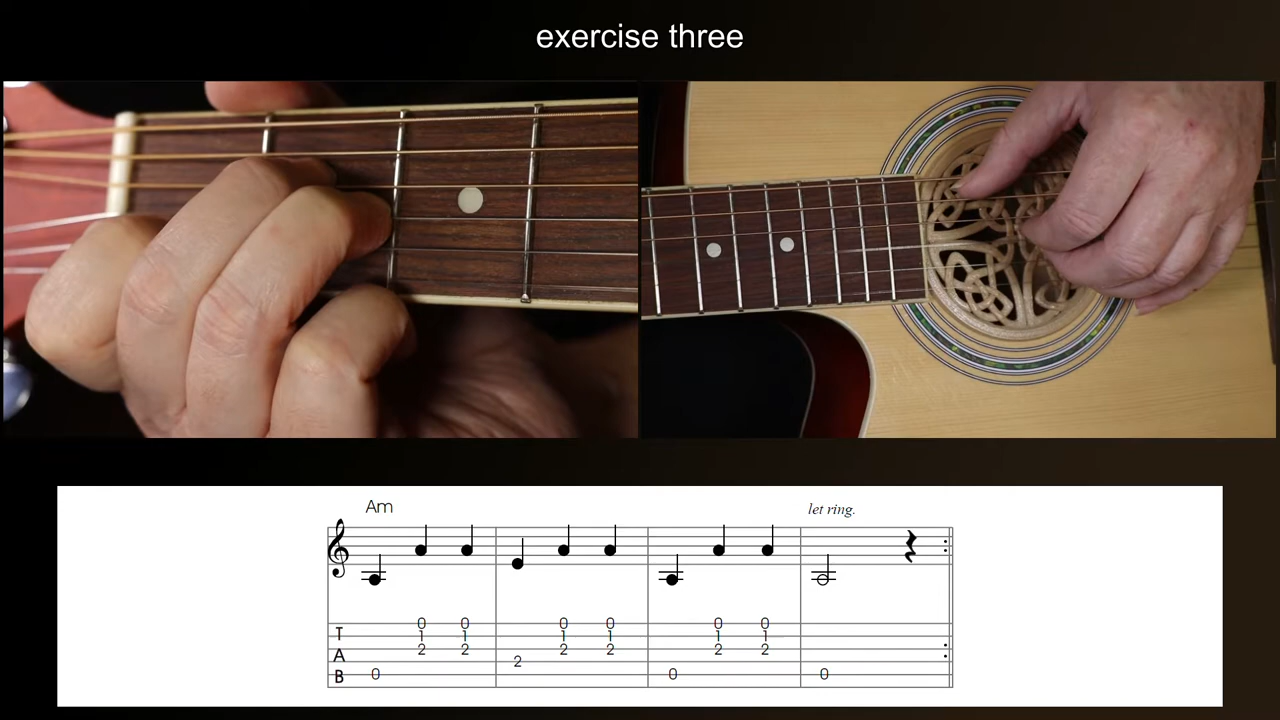 exercise three
Am
let ring.
0 0 0 0 0 0
1 1 1 1 1 1
T
2 2 2 2 2 2
A 2
B 0 0 0